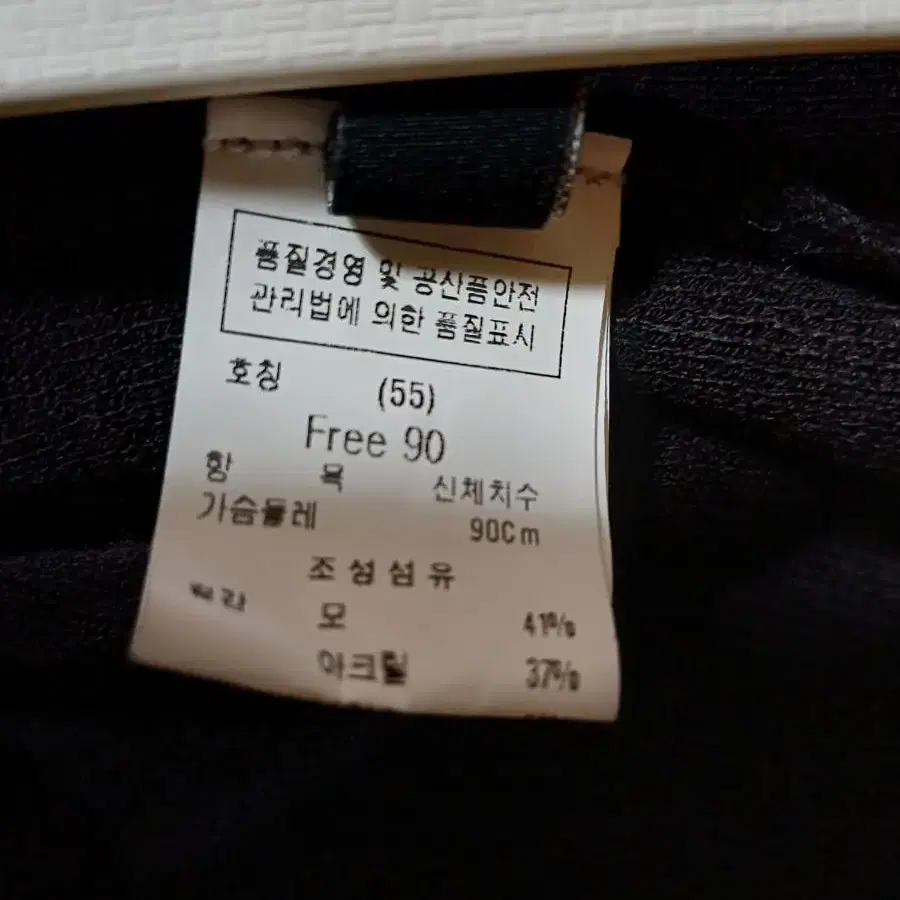 품질경영 및 공산품안전
관리법에 의한 품질표시
호칭 (55)
Free 90
항 목 신체치수
가슴둘레 90Cm
조성섬유
모 41%
아크릴 37%